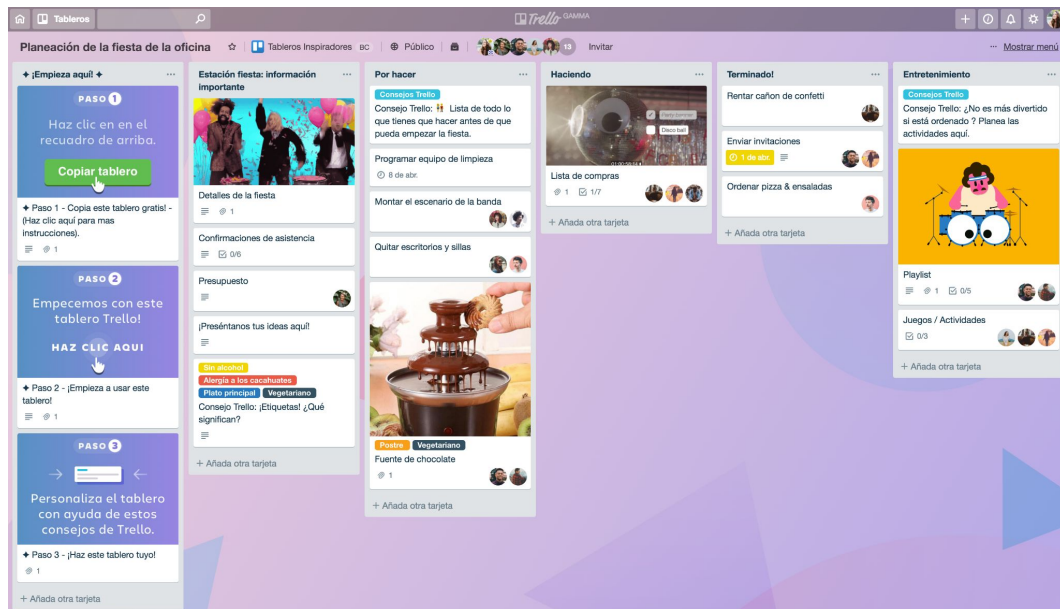 Tableros
Trello GAMMA
Planeación de la fiesta de la oficina
Tableros Inspiradores BC
Público
13
Invitar
··· Mostrar menú
✦ ¡Empieza aquí! ✦
PASO 1
Haz clic en en el
recuadro de arriba.
Copiar tablero
✦ Paso 1 - Copia este tablero gratis! -
(Haz clic aquí para mas
instrucciones).
1
PASO 2
Empecemos con este
tablero Trello!
HAZ CLIC AQUI
✦ Paso 2 - ¡Empieza a usar este
tablero!
1
PASO 3
Personaliza el tablero
con ayuda de estos
consejos de Trello.
✦ Paso 3 - ¡Haz este tablero tuyo!
1
+ Añada otra tarjeta
Estación fiesta: información
importante
Detalles de la fiesta
1
Confirmaciones de asistencia
0/6
Presupuesto
¡Preséntanos tus ideas aquí!
Sin alcohol
Alergia a los cacahuates
Plato principal Vegetariano
Consejo Trello: ¡Etiquetas! ¿Qué
significan?
+ Añada otra tarjeta
Por hacer
Consejos Trello
Consejo Trello: Lista de todo lo
que tienes que hacer antes de que
pueda empezar la fiesta.
Programar equipo de limpieza
8 de abr.
Montar el escenario de la banda
Quitar escritorios y sillas
Postre Vegetariano
Fuente de chocolate
1
+ Añada otra tarjeta
Haciendo
Party cannon
Disco ball
Lista de compras
1 1/7
+ Añada otra tarjeta
Terminado!
Rentar cañon de confetti
Enviar invitaciones
1 de abr.
Ordenar pizza & ensaladas
+ Añada otra tarjeta
Entretenimiento
Consejos Trello
Consejo Trello: ¿No es más divertido
si está ordenado ? Planea las
actividades aquí.
Playlist
1 0/5
Juegos / Actividades
0/3
+ Añada otra tarjeta